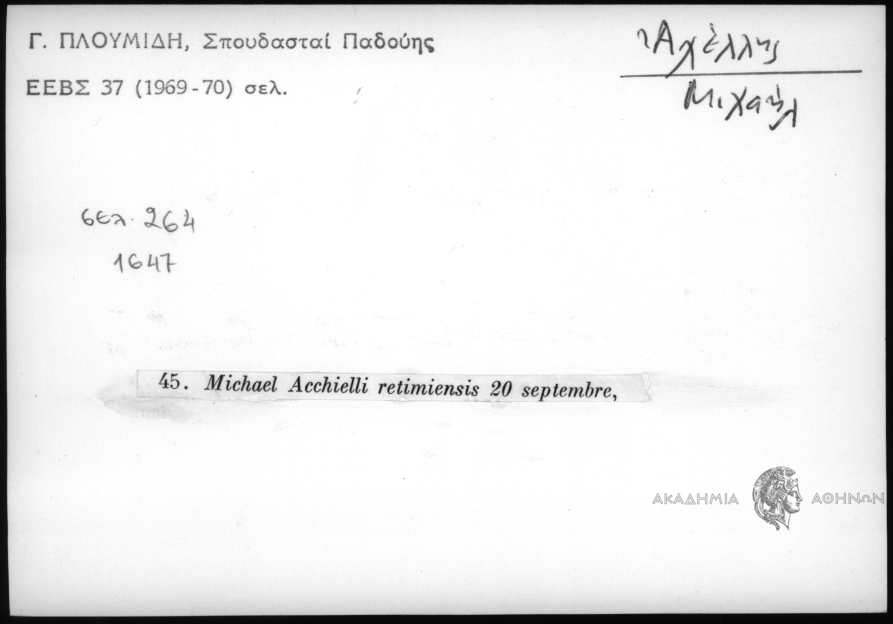 Γ. ΠΛΟΥΜΙΔΗ, Σπουδασταί Παδούης
ΕΕΒΣ 37 (1969-70) σελ.
Ἀχέλλης
Μιχαήλ
σελ. 264
1647
45. Michael Acchielli retimiensis 20 septembre,
ΑΚΑΔΗΜΙΑ ΑΘΗΝΩΝ